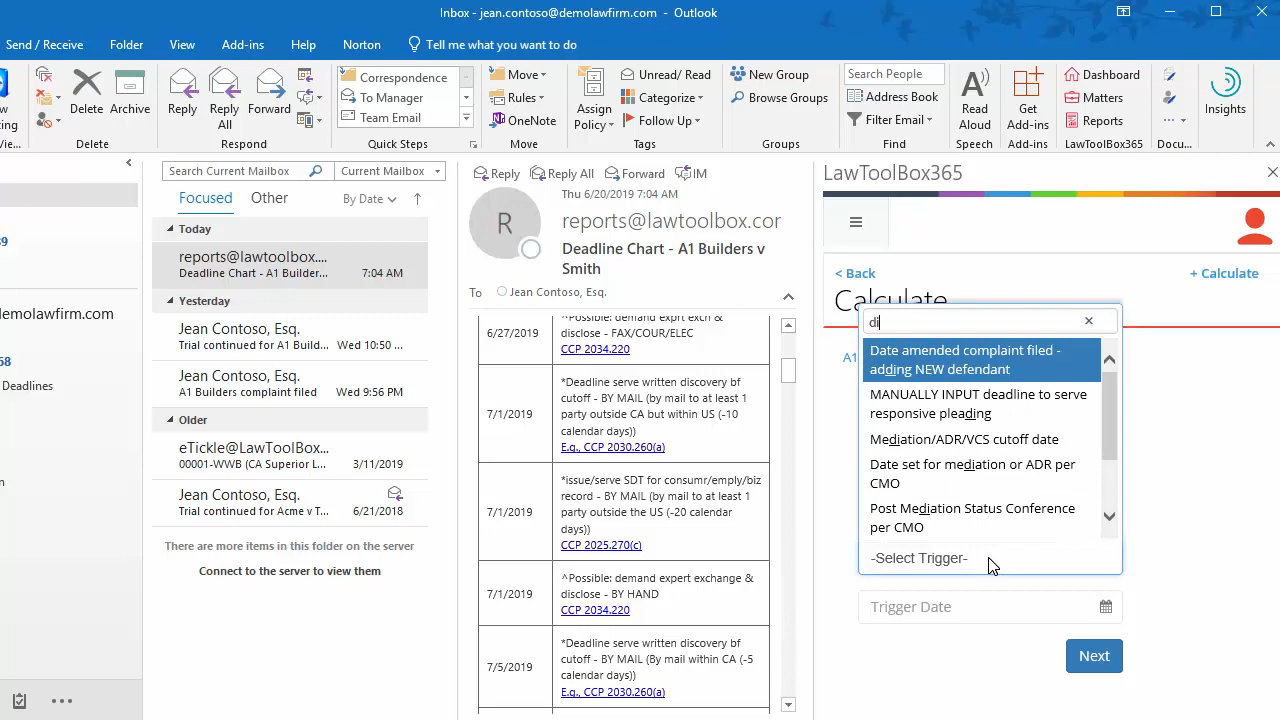 Inbox - jean.contoso@demolawfirm.com - Outlook
Send / Receive Folder View Add-ins Help Norton Tell me what you want to do
Delete Archive
Reply Reply All Forward
Correspondence
To Manager
Team Email
Move
Rules
OneNote
Assign Policy
Unread/ Read
Categorize
Follow Up
New Group
Browse Groups
Search People
Address Book
Filter Email
Read Aloud
Get Add-ins
Dashboard
Matters
Reports
Insights
Delete Respond Quick Steps Move Tags Groups Find Speech Add-ins LawToolBox365 Docu...
emolawfirm.com
Deadlines
Search Current Mailbox Current Mailbox
Focused Other By Date
Today
reports@lawtoolbox....
Deadline Chart - A1 Builder... 7:04 AM
Yesterday
Jean Contoso, Esq.
Trial continued for A1 Build... Wed 10:50 ...
Jean Contoso, Esq.
A1 Builders complaint filed Wed 9:56 AM
Older
eTickle@LawToolBox...
00001-WWB (CA Superior L... 3/11/2019
Jean Contoso, Esq.
Trial continued for Acme v T... 6/21/2018
There are more items in this folder on the server
Connect to the server to view them
Reply Reply All Forward IM
Thu 6/20/2019 7:04 AM
R
reports@lawtoolbox.cor
Deadline Chart - A1 Builders v
Smith
To Jean Contoso, Esq.
6/27/2019
^Possible: demand exprt exch &
disclose - FAX/COUR/ELEC
CCP 2034.220
7/1/2019
*Deadline serve written discovery bf
cutoff - BY MAIL (by mail to at least 1
party outside CA but within US (-10
calendar days))
E.g., CCP 2030.260(a)
7/1/2019
*issue/serve SDT for consumr/emply/biz
record - BY MAIL (by mail to at least 1
party outside the US (-20 calendar
days))
CCP 2025.270(c)
7/1/2019
^Possible: demand expert exchange &
disclose - BY HAND
CCP 2034.220
7/5/2019
*Deadline serve written discovery bf
cutoff - BY MAIL (By mail within CA (-5
calendar days))
E.g., CCP 2030.260(a)
LawToolBox365
< Back + Calculate
Calculate
A1
di
Date amended complaint filed -
adding NEW defendant
MANUALLY INPUT deadline to serve
responsive pleading
Mediation/ADR/VCS cutoff date
Date set for mediation or ADR per
CMO
Post Mediation Status Conference
per CMO
-Select Trigger-
Trigger Date
Next